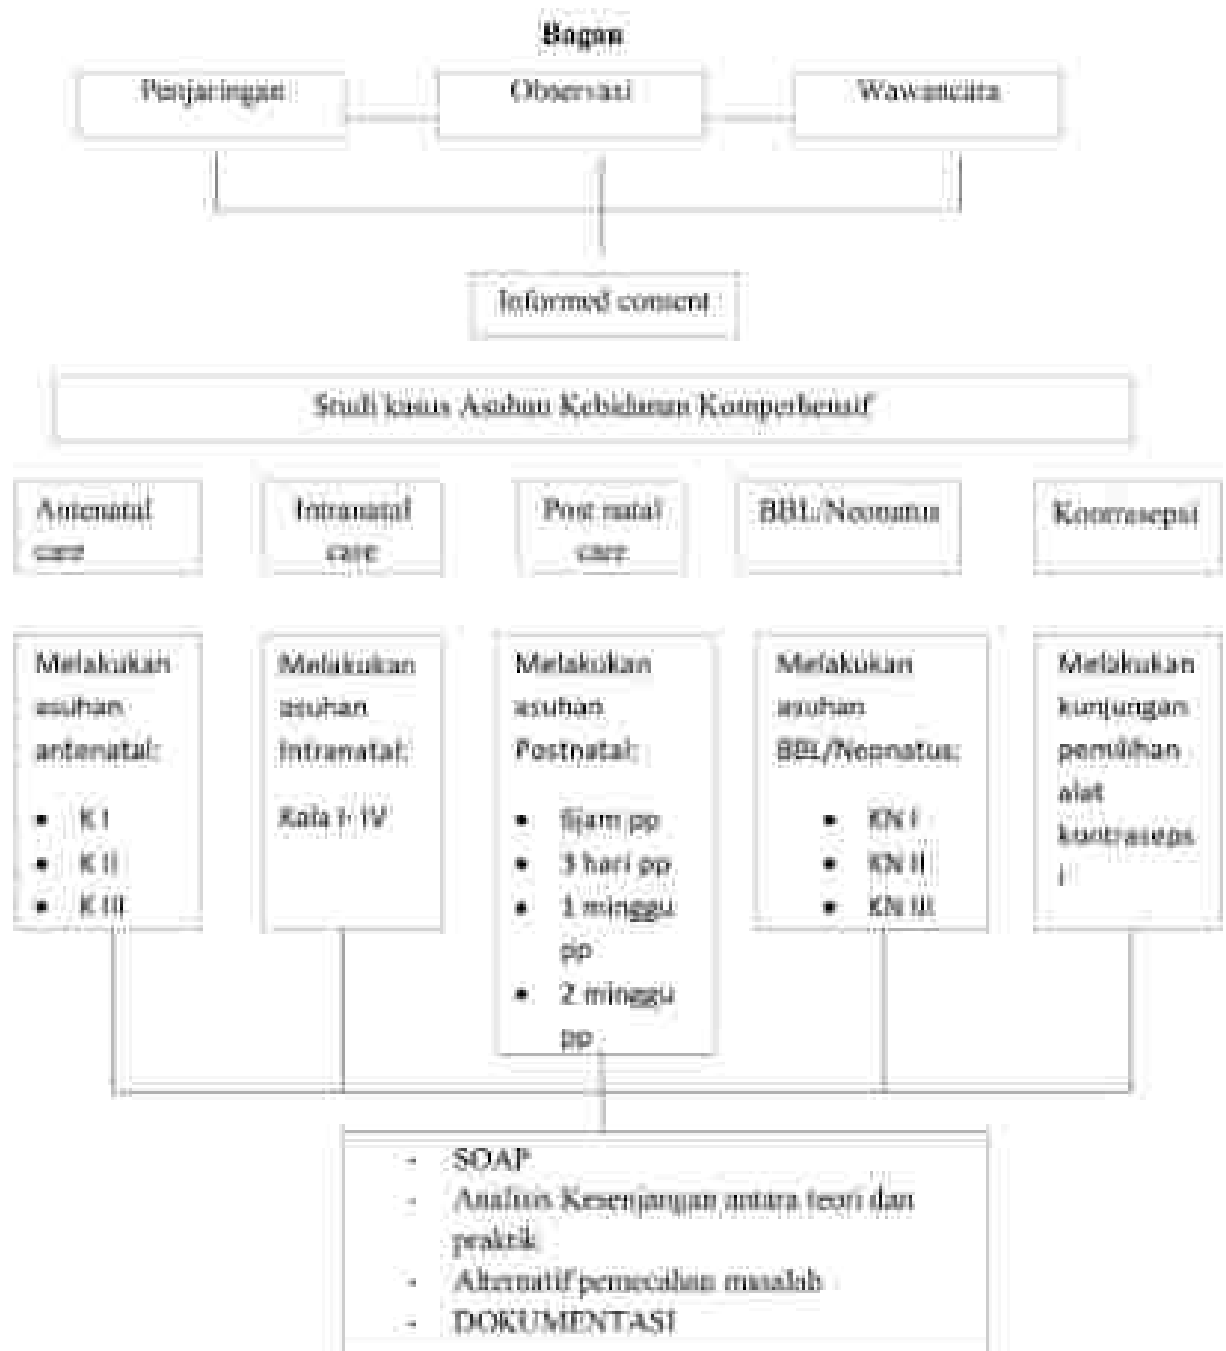 Bagan
Penjaringan
Observasi
Wawancara
Informed consent
Studi kasus Asuhan Kebidanan Komperhensif
Antenatal
care
Intranatal
care
Post natal
care
BBL/Neonatus
Kontrasepsi
Melakukan
asuhan
antenatal:
• K I
• K II
• K III
Melakukan
asuhan
Intranatal:
Kala I- IV
Melakukan
asuhan
Postnatal:
• 6jam pp
• 3 hari pp
• 1 minggu
pp
• 2 minggu
pp
Melakukan
asuhan
BBL/Neonatus:
• KN I
• KN II
• KN III
Melakukan
kunjungan
pemilihan
alat
kontraseps
i
- SOAP
- Analisis Kesenjangan antara teori dan
praktik
- Alternatif pemecahan masalah
- DOKUMENTASI